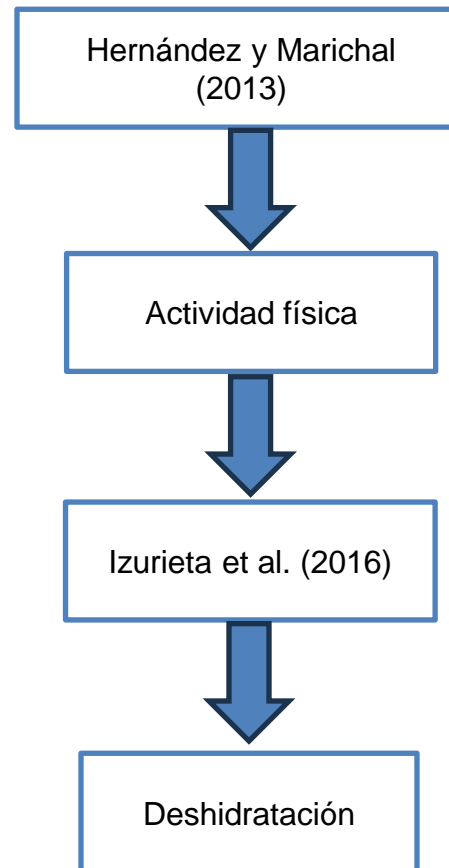 Hernández y Marichal
(2013)
Actividad física
Izurieta et al. (2016)
Deshidratación